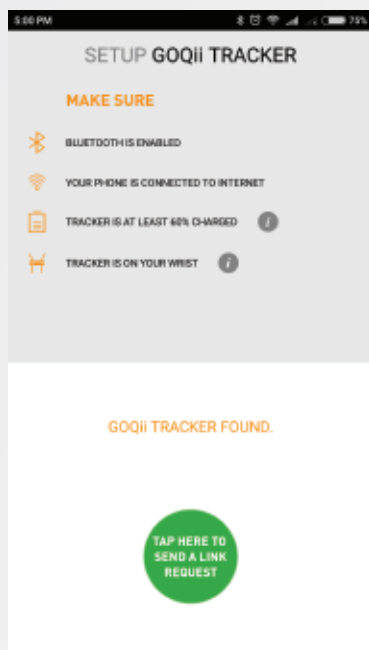 5:00 PM 75%
SETUP GOQii TRACKER
MAKE SURE
BLUETOOTH IS ENABLED
YOUR PHONE IS CONNECTED TO INTERNET
TRACKER IS AT LEAST 60% CHARGED i
TRACKER IS ON YOUR WRIST i
GOQii TRACKER FOUND.
TAP HERE TO
SEND A LINK
REQUEST